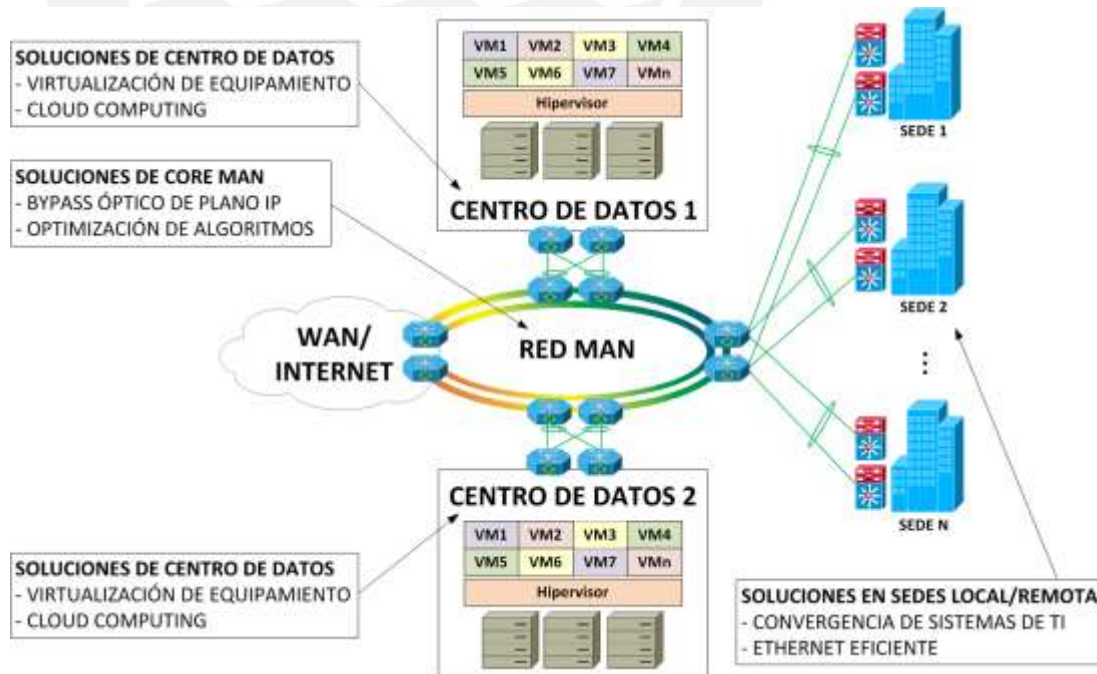 SOLUCIONES DE CENTRO DE DATOS
- VIRTUALIZACIÓN DE EQUIPAMIENTO
- CLOUD COMPUTING
SOLUCIONES DE CORE MAN
- BYPASS ÓPTICO DE PLANO IP
- OPTIMIZACIÓN DE ALGORITMOS
VM1 VM2 VM3 VM4
VM5 VM6 VM7 VMn
Hipervisor
CENTRO DE DATOS 1
SEDE 1
SEDE 2
...
SEDE N
WAN/
INTERNET
RED MAN
CENTRO DE DATOS 2
VM1 VM2 VM3 VM4
VM5 VM6 VM7 VMn
Hipervisor
SOLUCIONES DE CENTRO DE DATOS
- VIRTUALIZACIÓN DE EQUIPAMIENTO
- CLOUD COMPUTING
SOLUCIONES EN SEDES LOCAL/REMOTA
- CONVERGENCIA DE SISTEMAS DE TI
- ETHERNET EFICIENTE